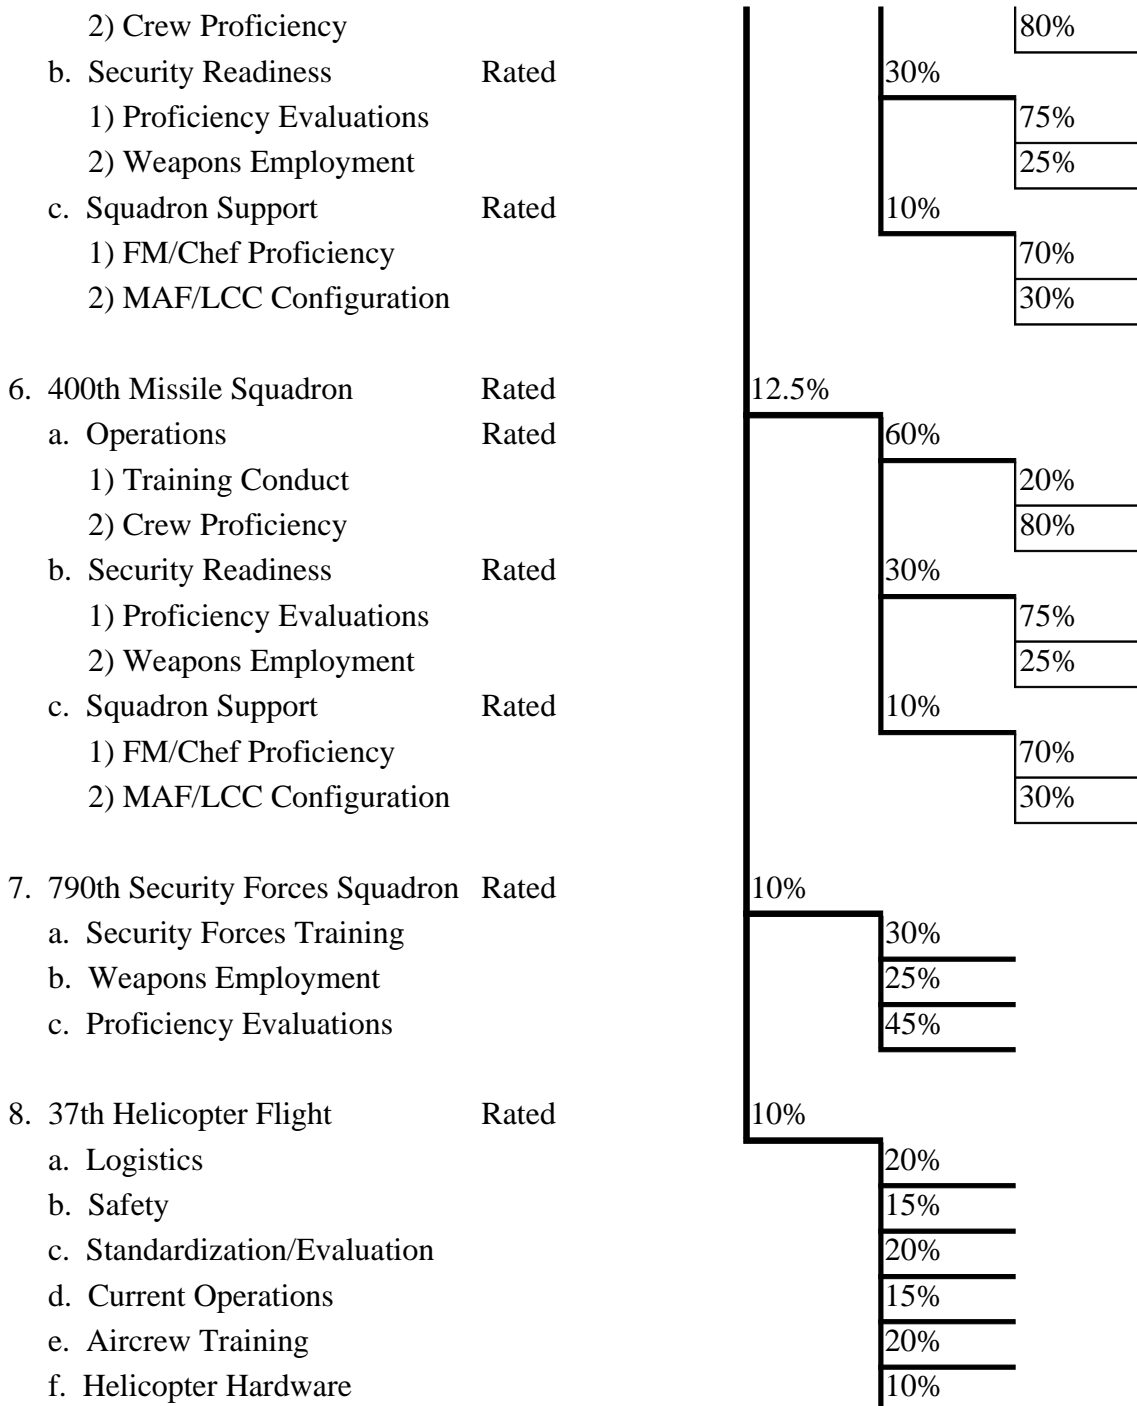 2) Crew Proficiency 80%
b. Security Readiness Rated 30%
1) Proficiency Evaluations 75%
2) Weapons Employment 25%
c. Squadron Support Rated 10%
1) FM/Chef Proficiency 70%
2) MAF/LCC Configuration 30%
6. 400th Missile Squadron Rated 12.5%
a. Operations Rated 60%
1) Training Conduct 20%
2) Crew Proficiency 80%
b. Security Readiness Rated 30%
1) Proficiency Evaluations 75%
2) Weapons Employment 25%
c. Squadron Support Rated 10%
1) FM/Chef Proficiency 70%
2) MAF/LCC Configuration 30%
7. 790th Security Forces Squadron Rated 10%
a. Security Forces Training 30%
b. Weapons Employment 25%
c. Proficiency Evaluations 45%
8. 37th Helicopter Flight Rated 10%
a. Logistics 20%
b. Safety 15%
c. Standardization/Evaluation 20%
d. Current Operations 15%
e. Aircrew Training 20%
f. Helicopter Hardware 10%